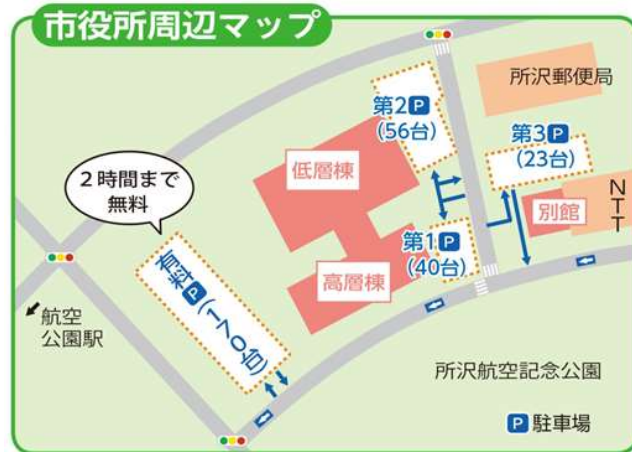 市役所周辺マップ
所沢郵便局
第2P
(56台)
第3P
(23台)
低層棟
2時間まで
無料
別館
NTT
第1P
(40台)
高層棟
有料P(170台)
航空
公園駅
所沢航空記念公園
P駐車場